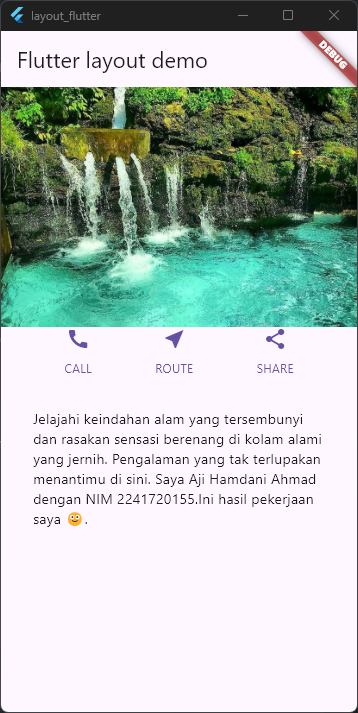 layout_flutter
DEBUG
Flutter layout demo
CALL ROUTE SHARE
Jelajahi keindahan alam yang tersembunyi
dan rasakan sensasi berenang di kolam alami
yang jernih. Pengalaman yang tak terlupakan
menantimu di sini. Saya Aji Hamdani Ahmad
dengan NIM 2241720155.Ini hasil pekerjaan
saya 🙂.